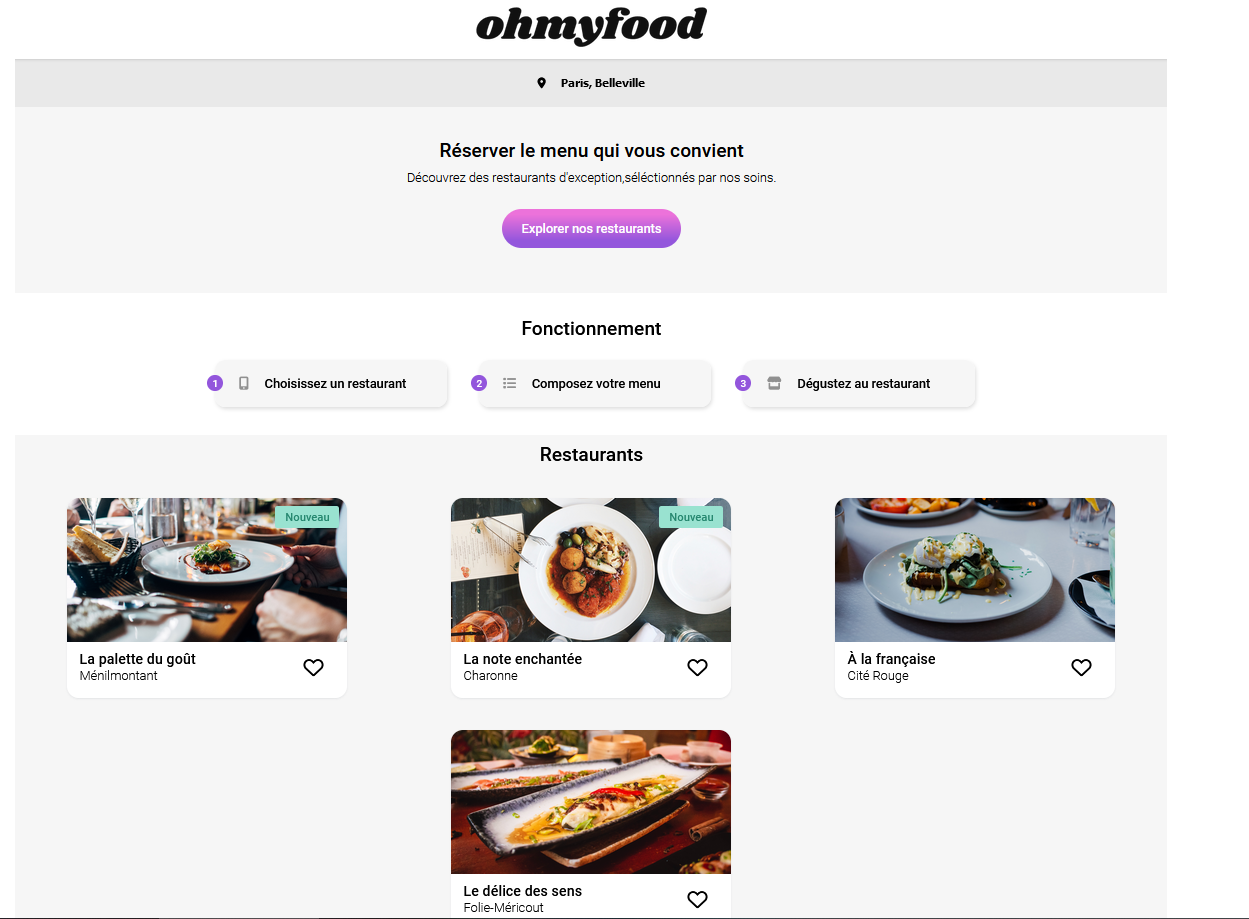 ohmyfood
Paris, Belleville
Réserver le menu qui vous convient
Découvrez des restaurants d'exception,séléctionnés par nos soins.
Explorer nos restaurants
Fonctionnement
1 Choisissez un restaurant
2 Composez votre menu
3 Dégustez au restaurant
Restaurants
Nouveau
Nouveau
La palette du goût
Ménilmontant
La note enchantée
Charonne
À la française
Cité Rouge
Le délice des sens
Folie-Méricout